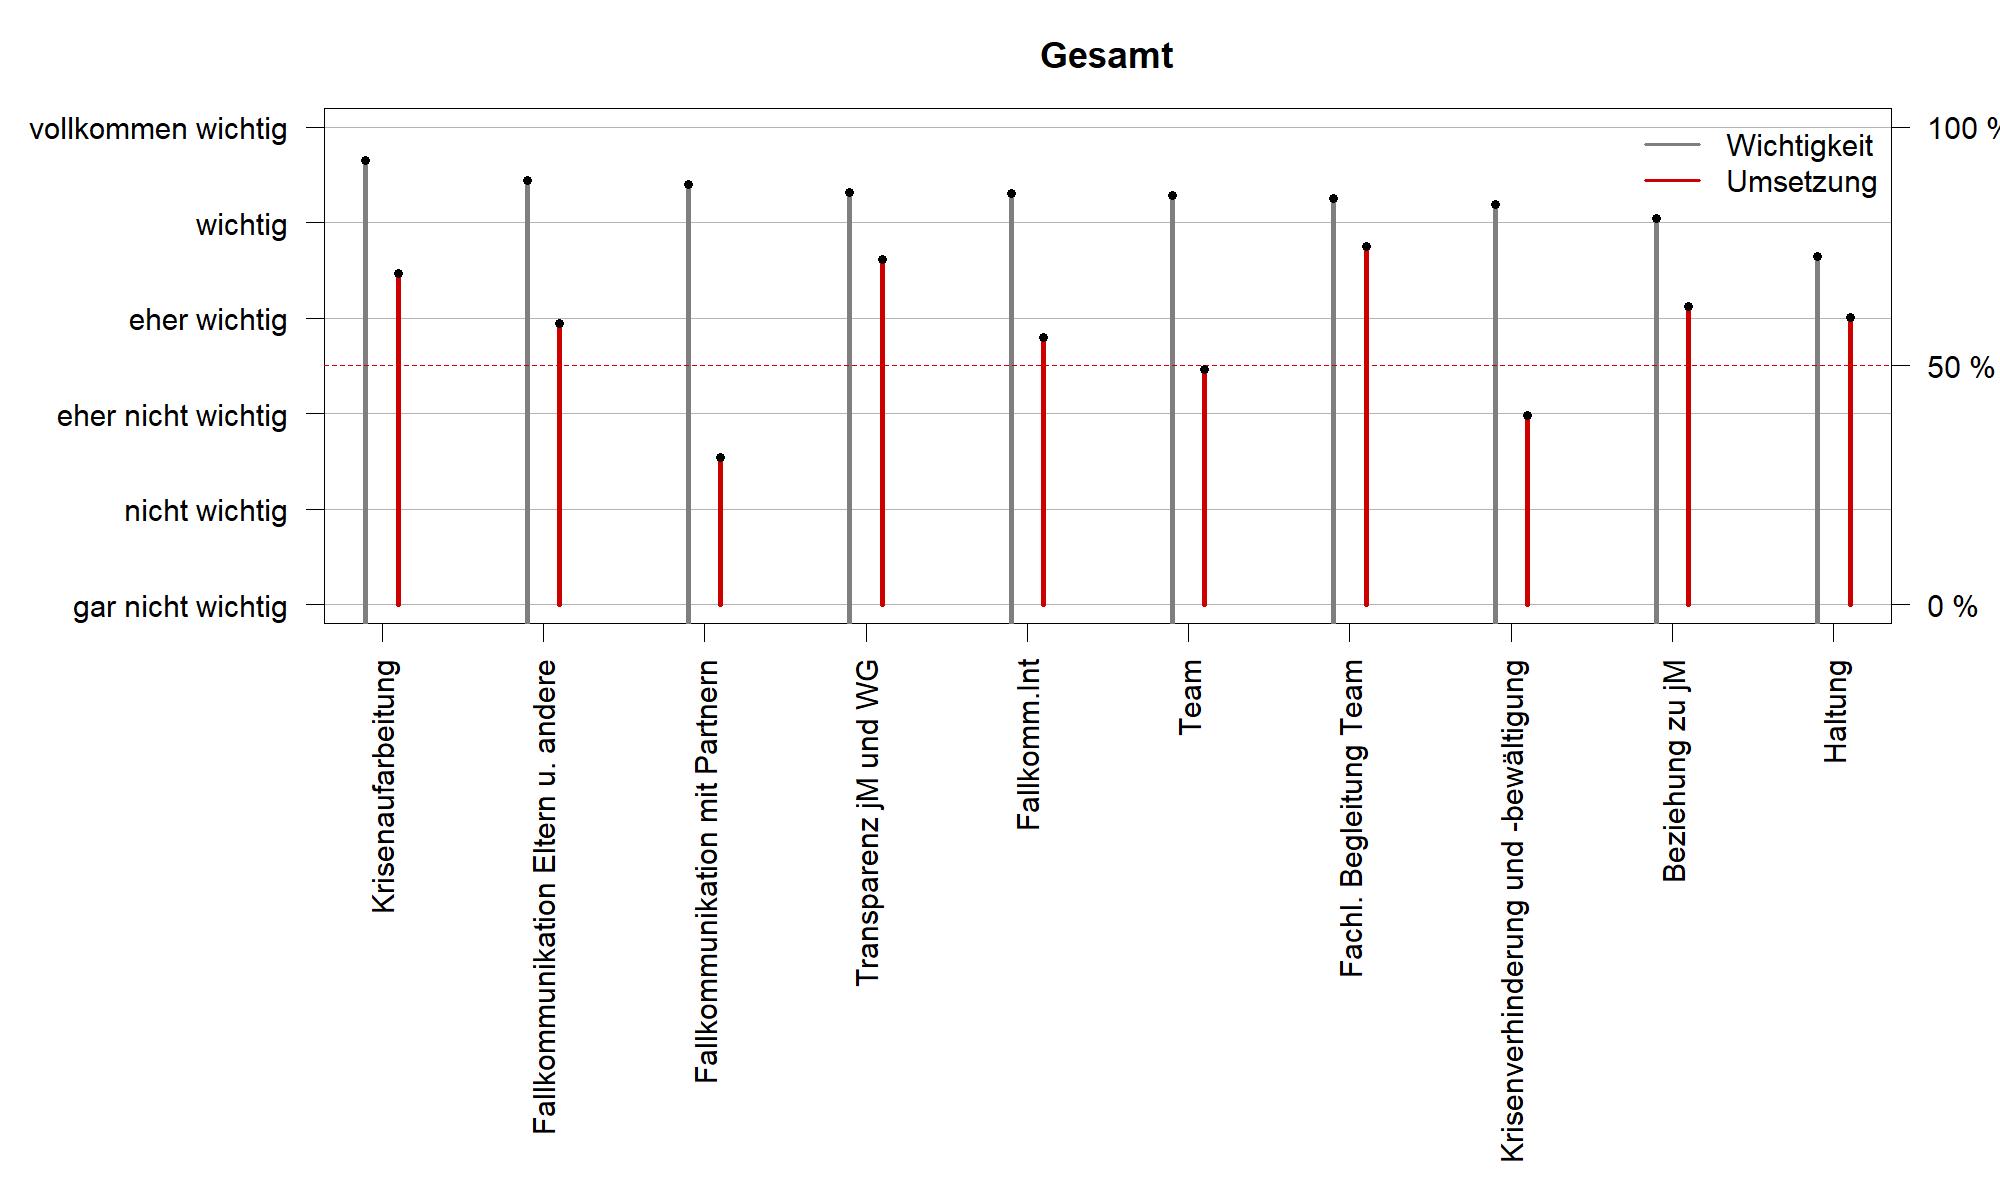 Gesamt
vollkommen wichtig
wichtig
eher wichtig
eher nicht wichtig
nicht wichtig
gar nicht wichtig
100 %
50 %
0 %
Wichtigkeit
Umsetzung
Krisenaufarbeitung
Fallkommunikation Eltern u. andere
Fallkommunikation mit Partnern
Transparenz jM und WG
Fallkomm.Int
Team
Fachl. Begleitung Team
Krisenverhinderung und -bewältigung
Beziehung zu jM
Haltung